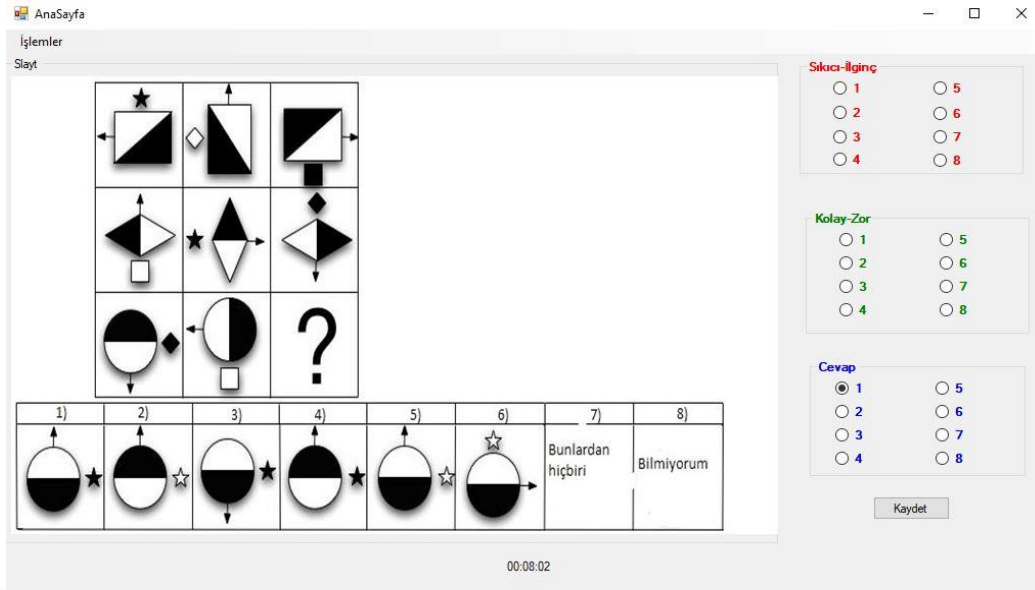 AnaSayfa
İşlemler
Slayt
?
1) 2) 3) 4) 5) 6) 7) 8)
Bunlardan
hiçbiri
Bilmiyorum
00:08:02
Sıkıcı-İlginç
1 5
2 6
3 7
4 8
Kolay-Zor
1 5
2 6
3 7
4 8
Cevap
1 5
2 6
3 7
4 8
Kaydet